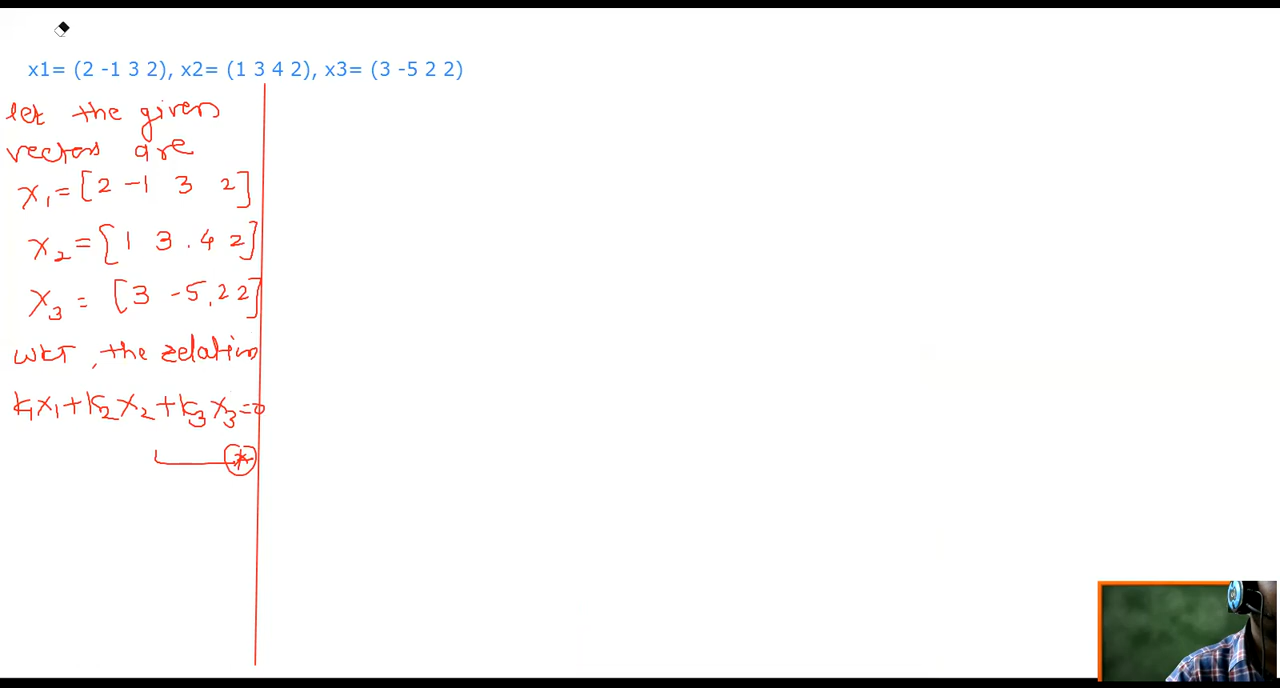 x1= (2 -1 3 2), x2= (1 3 4 2), x3= (3 -5 2 2)
let the given
vectors are
x₁=[2 -1 3 2]
x₂=[1 3 . 4 2]
x₃ = [3 -5, 2 2]
WKT, the relation
k₁x₁+k₂x₂+k₃x₃=0
*